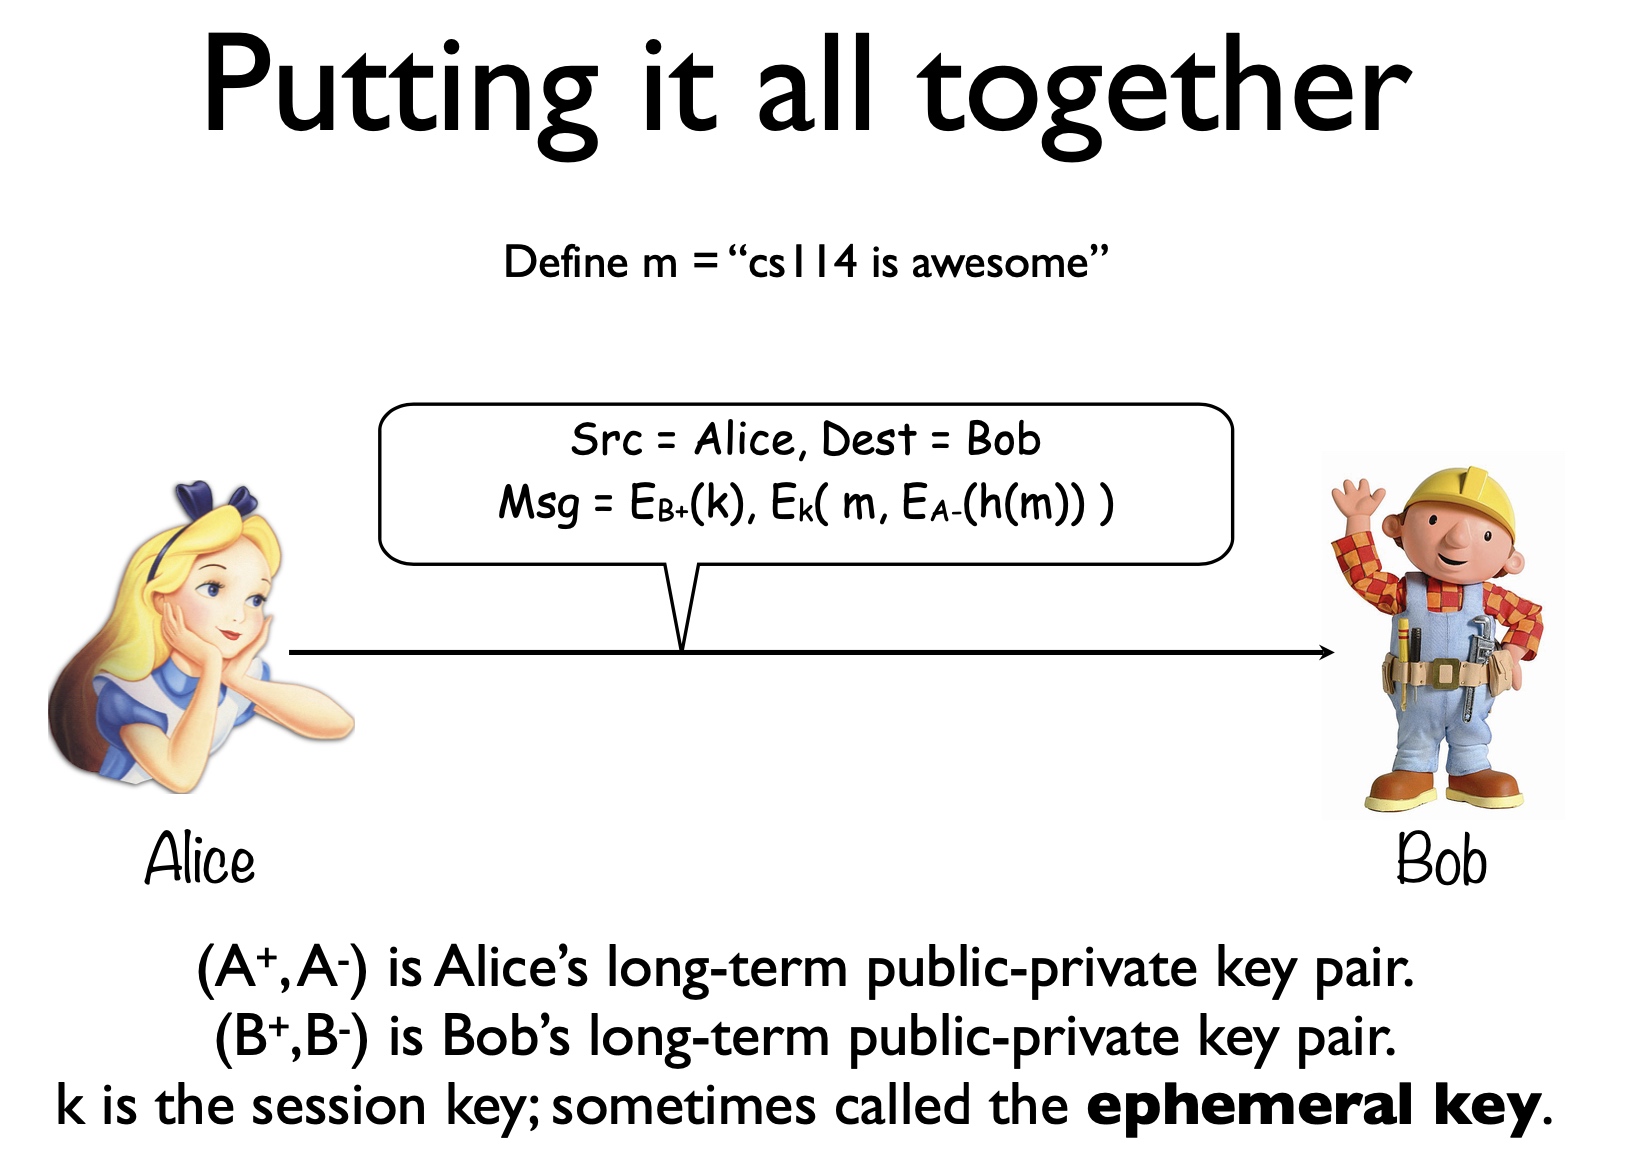 Putting it all together
Define m = “cs114 is awesome”
Src = Alice, Dest = Bob
Msg = E_B+(k), E_k( m, E_A-(h(m)) )
Alice
Bob
(A⁺, A⁻) is Alice’s long-term public-private key pair.
(B⁺,B⁻) is Bob’s long-term public-private key pair.
k is the session key; sometimes called the ephemeral key.